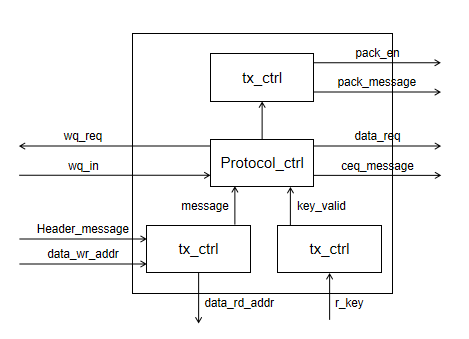 pack_en
tx_ctrl
pack_message
wq_req
data_req
Protocol_ctrl
wq_in
ceq_message
message
key_valid
Header_message
tx_ctrl
tx_ctrl
data_wr_addr
data_rd_addr
r_key